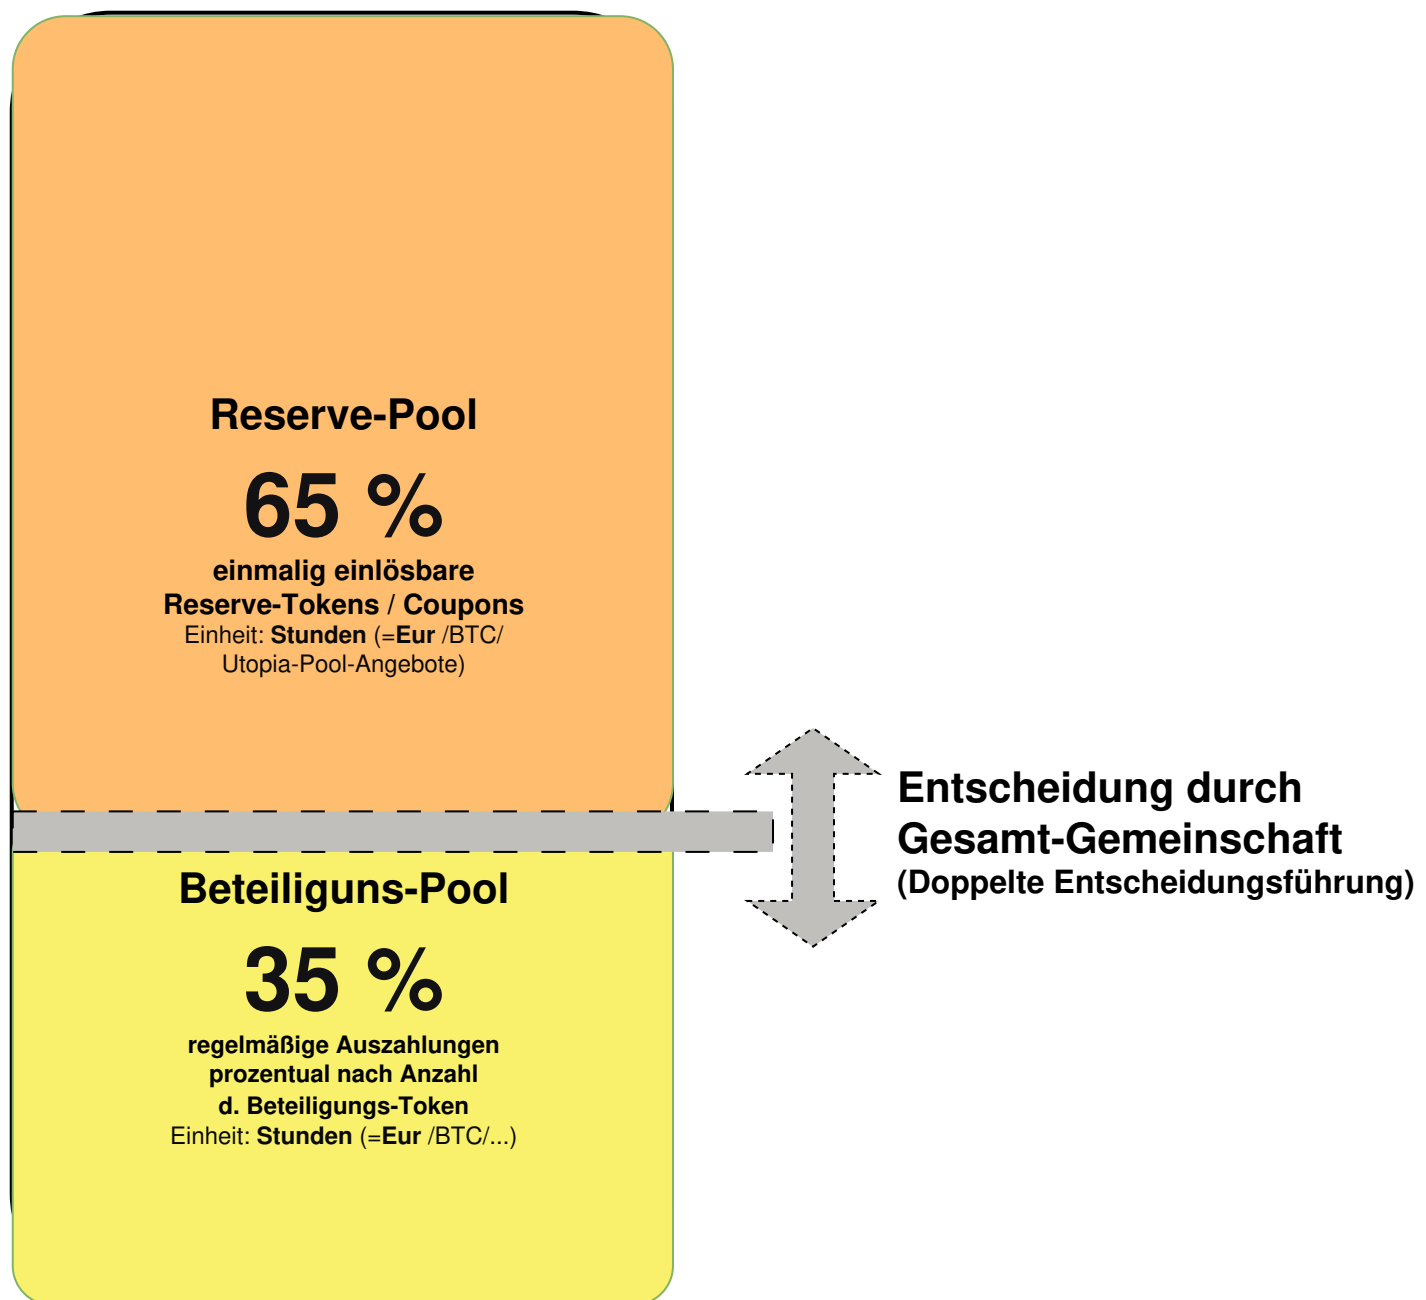 Reserve-Pool
65 %
einmalig einlösbare
Reserve-Tokens / Coupons
Einheit: Stunden (=Eur /BTC/
Utopia-Pool-Angebote)
Entscheidung durch
Gesamt-Gemeinschaft
(Doppelte Entscheidungsführung)
Beteiliguns-Pool
35 %
regelmäßige Auszahlungen
prozentual nach Anzahl
d. Beteiligungs-Token
Einheit: Stunden (=Eur /BTC/...)